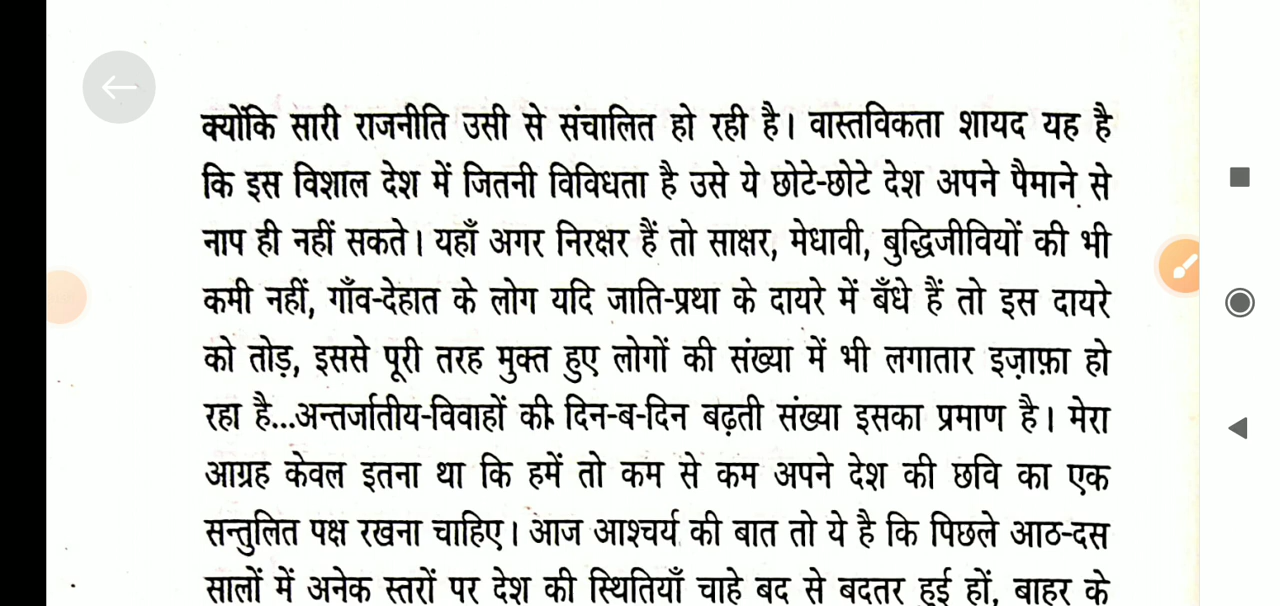 क्योंकि सारी राजनीति उसी से संचालित हो रही है। वास्तविकता शायद यह है
कि इस विशाल देश में जितनी विविधता है उसे ये छोटे-छोटे देश अपने पैमाने से
नाप ही नहीं सकते। यहाँ अगर निरक्षर हैं तो साक्षर, मेधावी, बुद्धिजीवियों की भी
कमी नहीं, गाँव-देहात के लोग यदि जाति-प्रथा के दायरे में बँधे हैं तो इस दायरे
को तोड़, इससे पूरी तरह मुक्त हुए लोगों की संख्या में भी लगातार इज़ाफ़ा हो
रहा है...अन्तर्जातीय-विवाहों की दिन-ब-दिन बढ़ती संख्या इसका प्रमाण है। मेरा
आग्रह केवल इतना था कि हमें तो कम से कम अपने देश की छवि का एक
सन्तुलित पक्ष रखना चाहिए। आज आश्चर्य की बात तो ये है कि पिछले आठ-दस
सालों में अनेक स्तरों पर देश की स्थितियाँ चाहे बद से बदतर हुई हों, बाहर के